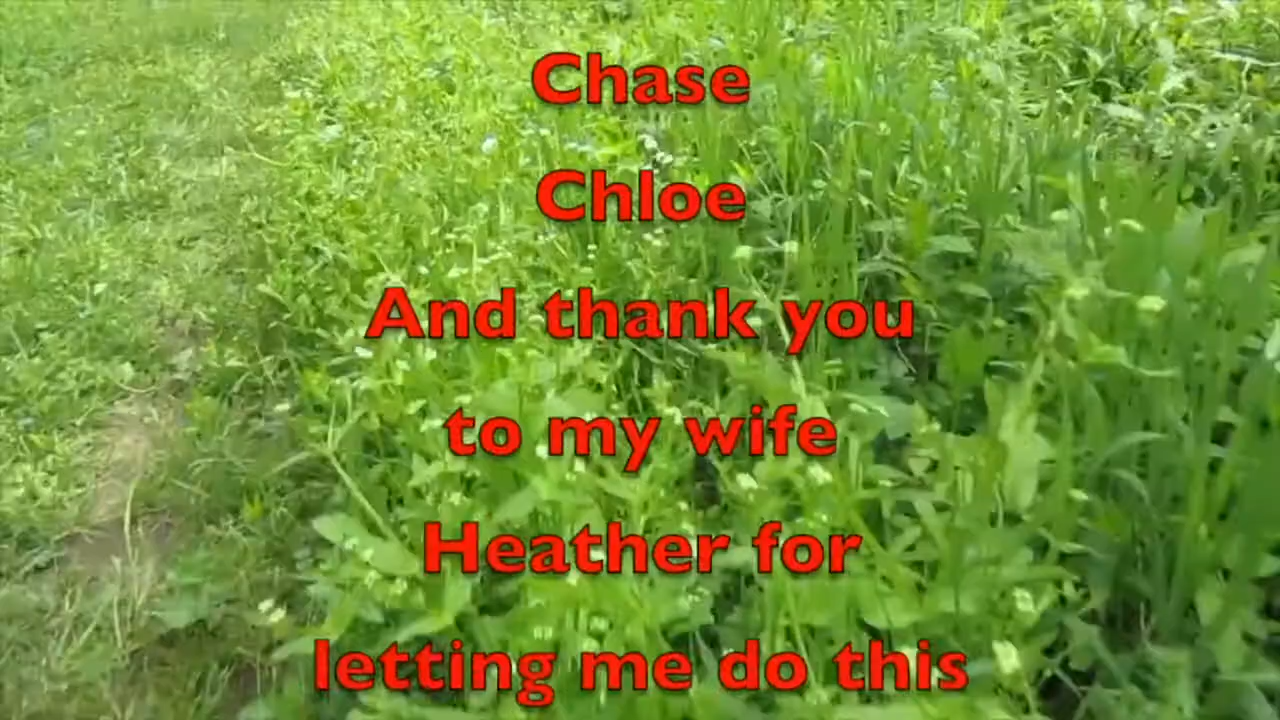 Chase
Chloe
And thank you
to my wife
Heather for
letting me do this